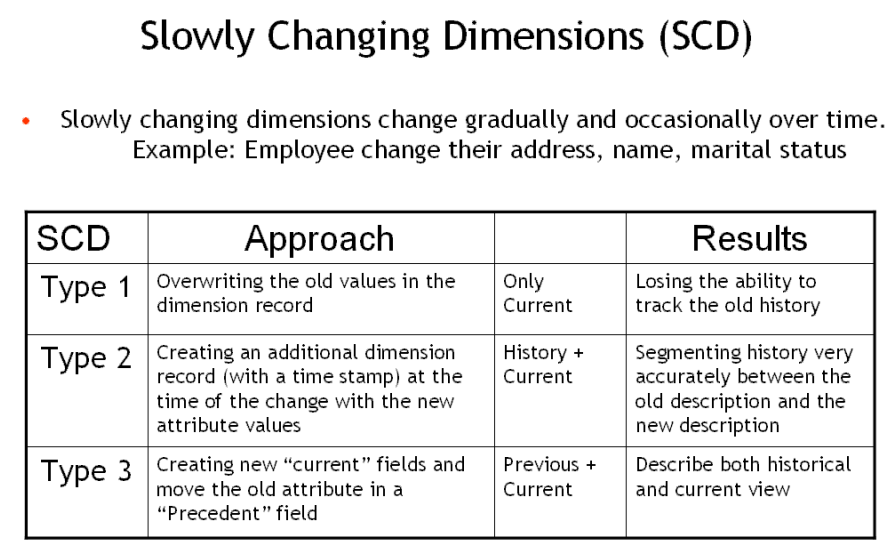 Slowly Changing Dimensions (SCD)
• Slowly changing dimensions change gradually and occasionally over time.
Example: Employee change their address, name, marital status
SCD Approach Results
Type 1 Overwriting the old values in the dimension record Only Current Losing the ability to track the old history
Type 2 Creating an additional dimension record (with a time stamp) at the time of the change with the new attribute values History + Current Segmenting history very accurately between the old description and the new description
Type 3 Creating new “current” fields and move the old attribute in a “Precedent” field Previous + Current Describe both historical and current view